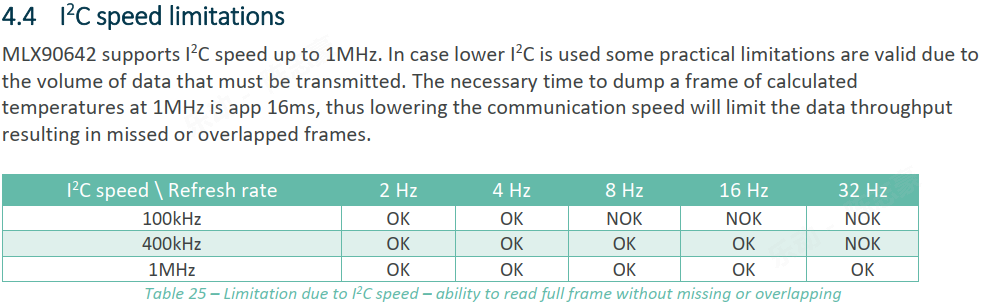 4.4 I²C speed limitations
MLX90642 supports I²C speed up to 1MHz. In case lower I²C is used some practical limitations are valid due to
the volume of data that must be transmitted. The necessary time to dump a frame of calculated
temperatures at 1MHz is app 16ms, thus lowering the communication speed will limit the data throughput
resulting in missed or overlapped frames.
I²C speed \ Refresh rate 2 Hz 4 Hz 8 Hz 16 Hz 32 Hz
100kHz OK OK NOK NOK NOK
400kHz OK OK OK OK NOK
1MHz OK OK OK OK OK
Table 25 – Limitation due to I²C speed – ability to read full frame without missing or overlapping